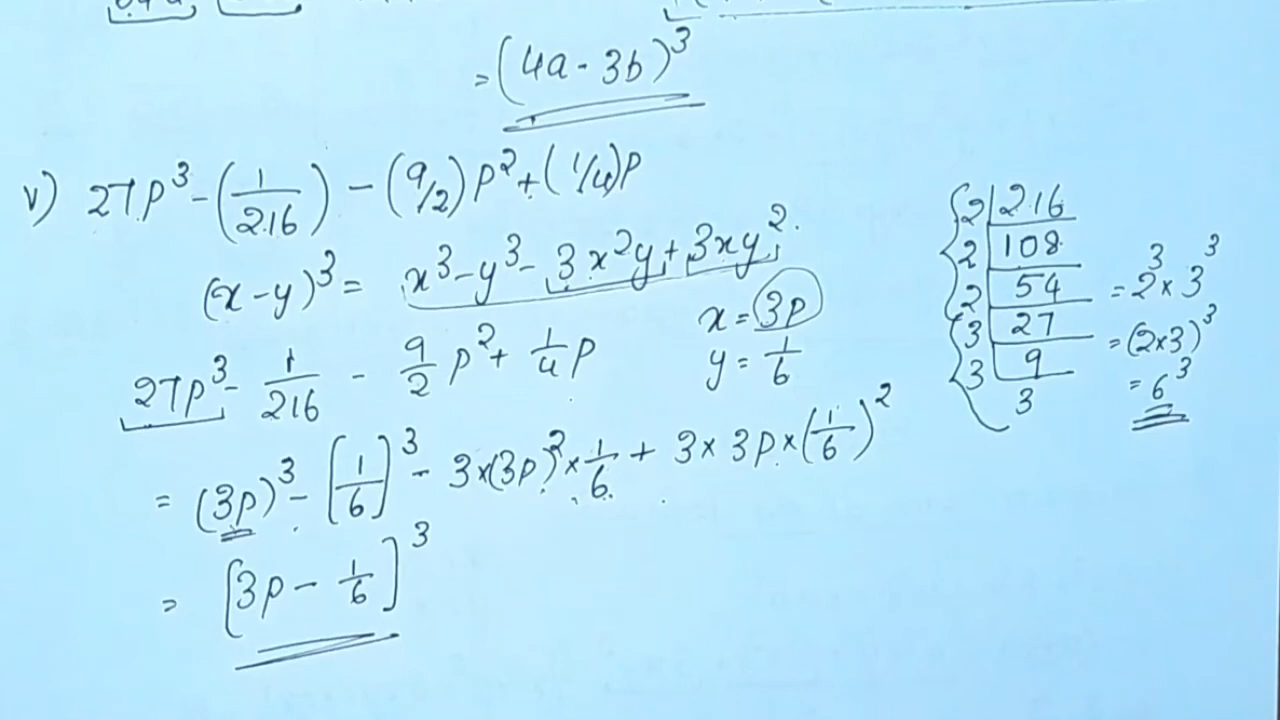 = (4a - 3b)³
v) 27p³ - (1/216) - (9/2)p² + (1/4)p
(x - y)³ = x³ - y³ - 3x²y + 3xy².
x = 3p
y = 1/6
27p³ - 1/216 - 9/2 p² + 1/4 p
= (3p)³ - [1/6]³ - 3×(3p)² × 1/6 + 3 × 3p × (1/6)²
= [3p - 1/6]³
2 | 216
2 | 108
2 | 54 = 2³ × 3³
3 | 27 = (2×3)³
3 | 9 = 6³
3